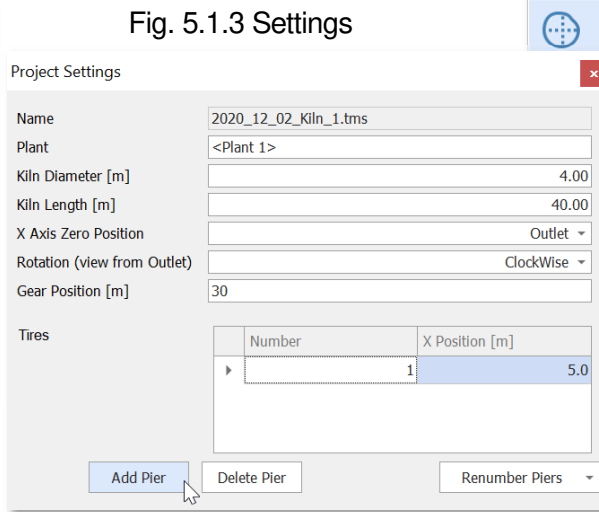 Fig. 5.1.3 Settings
Project Settings
x
Name 2020_12_02_Kiln_1.tms
Plant <Plant 1>
Kiln Diameter [m] 4.00
Kiln Length [m] 40.00
X Axis Zero Position Outlet
Rotation (view from Outlet) ClockWise
Gear Position [m] 30
Tires
Number X Position [m]
1 5.0
Add Pier Delete Pier Renumber Piers